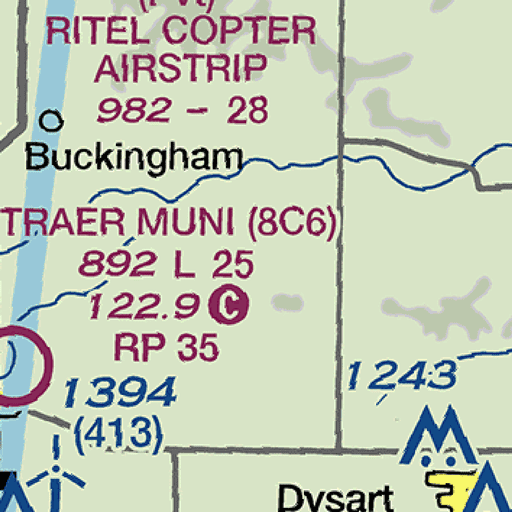 RITEL COPTER
AIRSTRIP
982 - 28
Buckingham
TRAER MUNI (8C6)
892 L 25
122.9 C
RP 35
1394
(413)
1243
Dysart